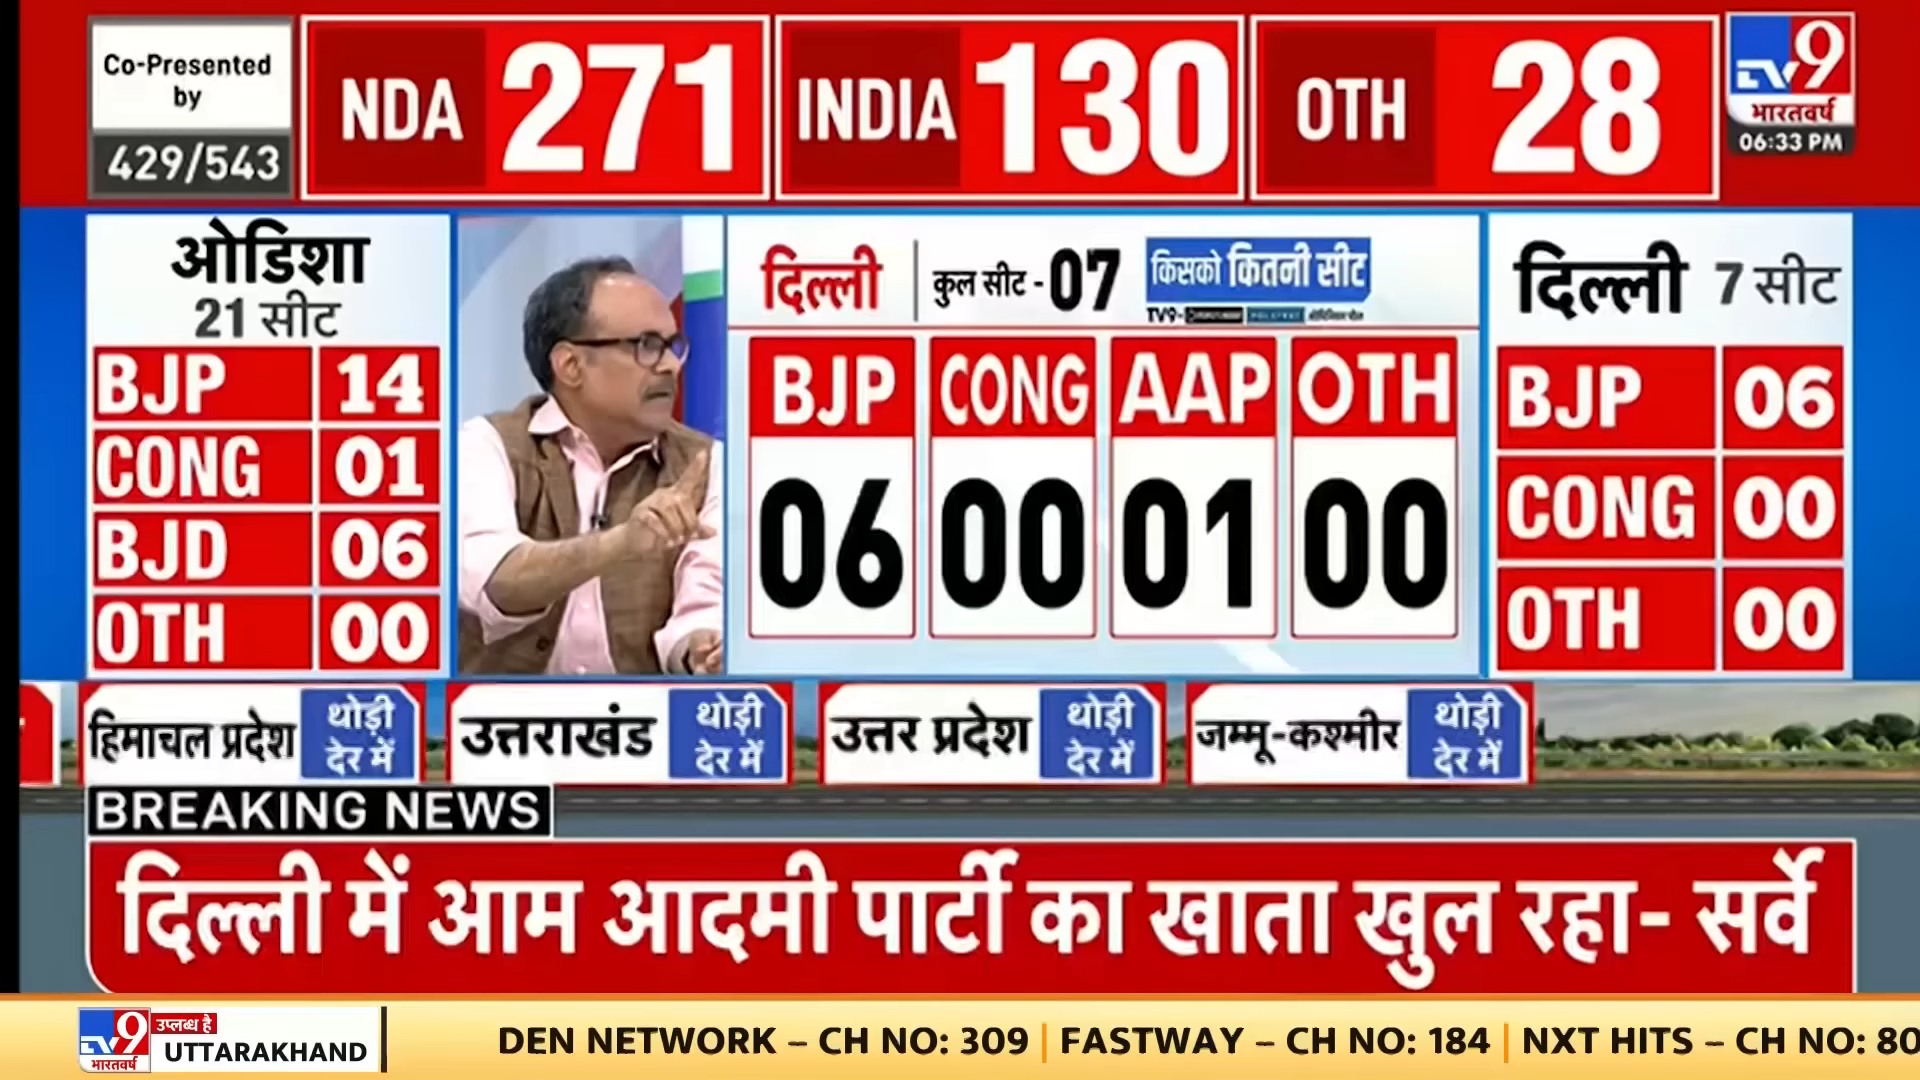 Co-Presented
by
429/543
NDA 271
INDIA 130
OTH 28
TV9
भारतवर्ष
06:33 PM
ओडिशा
21 सीट
BJP 14
CONG 01
BJD 06
OTH 00
दिल्ली कुल सीट - 07 किसको कितनी सीट
TV9-
BJP CONG AAP OTH
06 00 01 00
दिल्ली 7 सीट
BJP 06
CONG 00
OTH 00
हिमाचल प्रदेश थोड़ी देर में
उत्तराखंड थोड़ी देर में
उत्तर प्रदेश थोड़ी देर में
जम्मू-कश्मीर थोड़ी देर में
BREAKING NEWS
दिल्ली में आम आदमी पार्टी का खाता खुल रहा- सर्वे
TV9 भारतवर्ष
उप्लब्ध है
UTTARAKHAND
DEN NETWORK – CH NO: 309 | FASTWAY – CH NO: 184 | NXT HITS – CH NO: 80